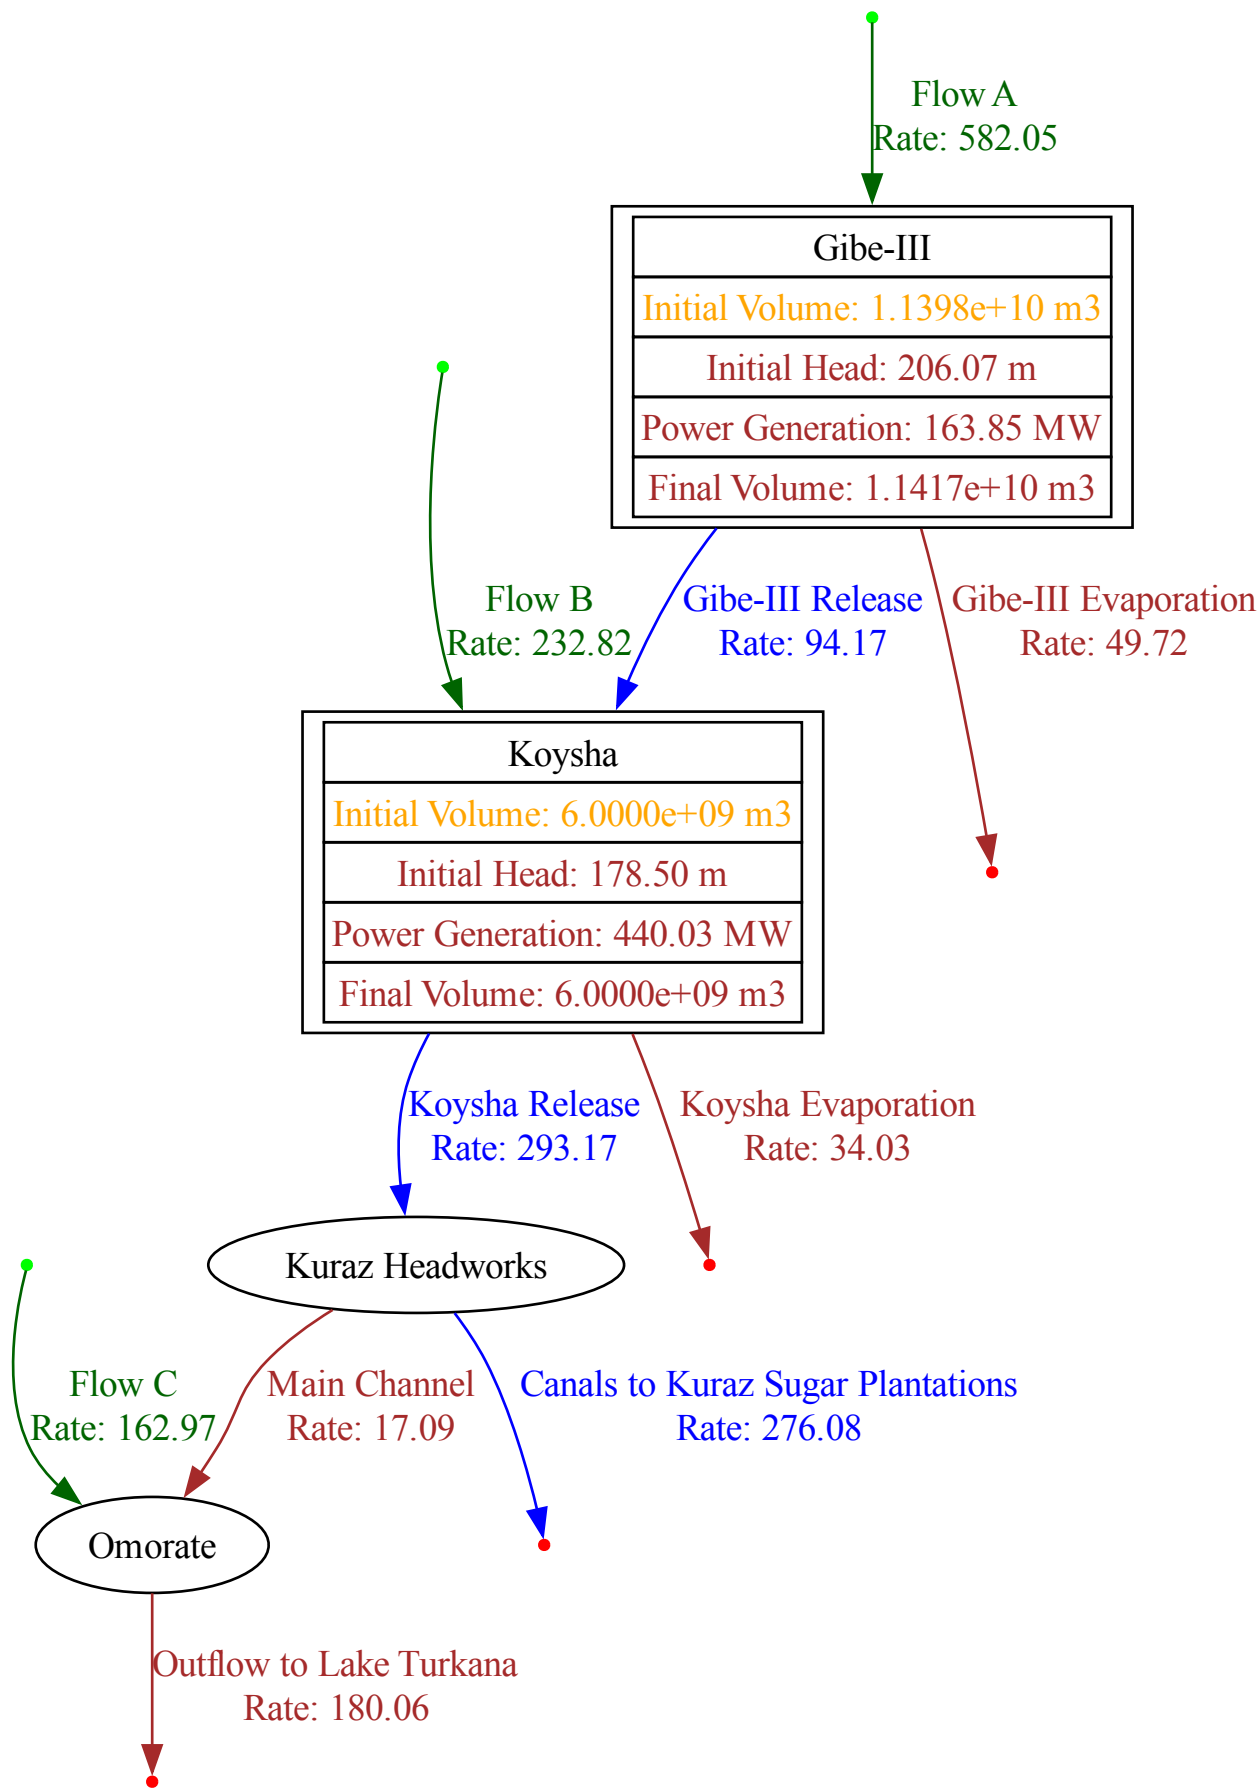 Flow A
Rate: 582.05
Gibe-III
Initial Volume: 1.1398e+10 m3
Initial Head: 206.07 m
Power Generation: 163.85 MW
Final Volume: 1.1417e+10 m3
Flow B
Rate: 232.82
Gibe-III Release
Rate: 94.17
Gibe-III Evaporation
Rate: 49.72
Koysha
Initial Volume: 6.0000e+09 m3
Initial Head: 178.50 m
Power Generation: 440.03 MW
Final Volume: 6.0000e+09 m3
Koysha Release
Rate: 293.17
Koysha Evaporation
Rate: 34.03
Kuraz Headworks
Flow C
Rate: 162.97
Main Channel
Rate: 17.09
Canals to Kuraz Sugar Plantations
Rate: 276.08
Omorate
Outflow to Lake Turkana
Rate: 180.06